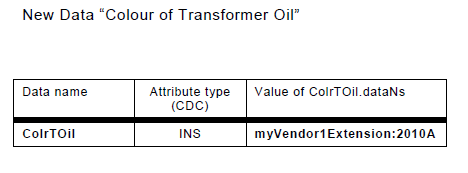 New Data “Colour of Transformer Oil”
Data name Attribute type Value of ColrTOil.dataNs
(CDC)
ColrTOil INS myVendor1Extension:2010A